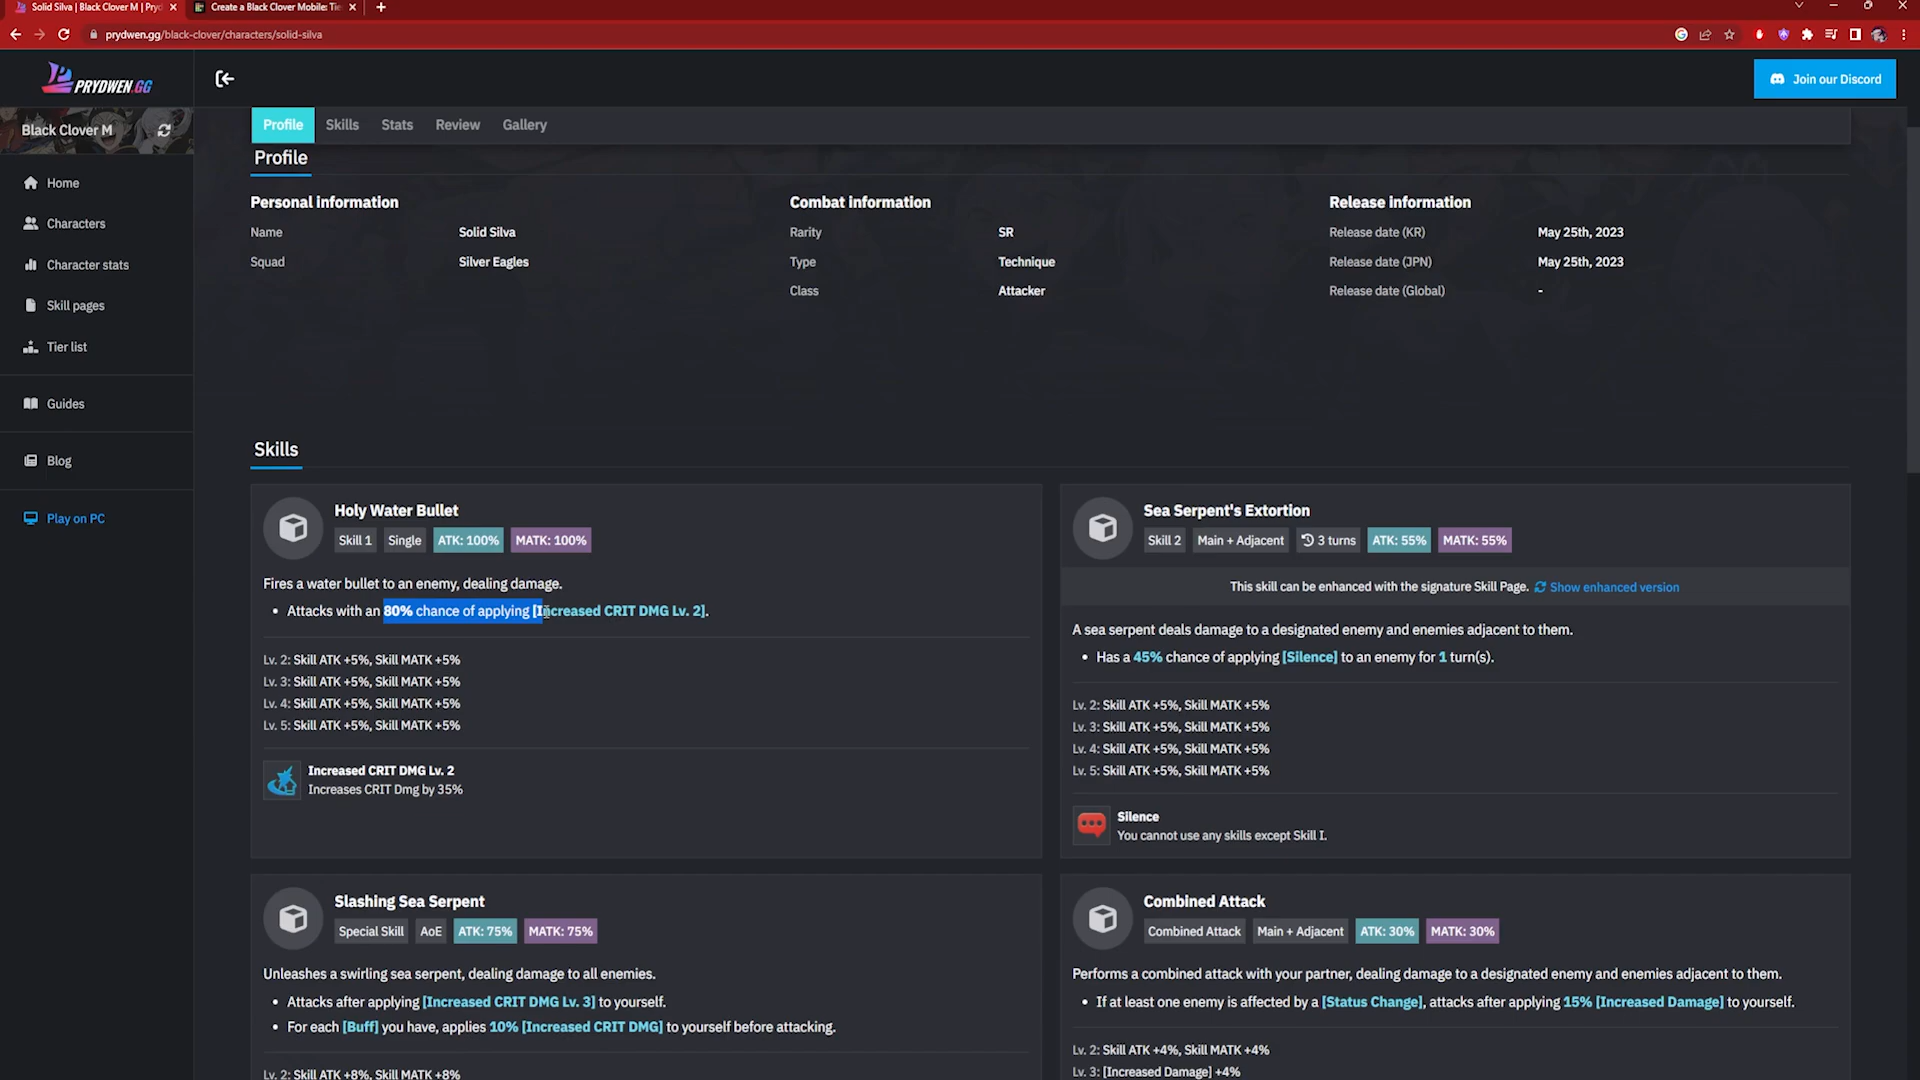 Solid Silva | Black Clover M | Pryd
Create a Black Clover Mobile: Tie
prydwen.gg/black-clover/characters/solid-silva
PRYDWEN.GG
Join our Discord
Black Clover M
Home
Characters
Character stats
Skill pages
Tier list
Guides
Blog
Play on PC
Profile Skills Stats Review Gallery
Profile
Personal information
Name Solid Silva
Squad Silver Eagles
Combat information
Rarity SR
Type Technique
Class Attacker
Release information
Release date (KR) May 25th, 2023
Release date (JPN) May 25th, 2023
Release date (Global) -
Skills
Holy Water Bullet
Skill 1 Single ATK: 100% MATK: 100%
Fires a water bullet to an enemy, dealing damage.
• Attacks with an 80% chance of applying [Increased CRIT DMG Lv. 2].
Lv. 2: Skill ATK +5%, Skill MATK +5%
Lv. 3: Skill ATK +5%, Skill MATK +5%
Lv. 4: Skill ATK +5%, Skill MATK +5%
Lv. 5: Skill ATK +5%, Skill MATK +5%
Increased CRIT DMG Lv. 2
Increases CRIT Dmg by 35%
Sea Serpent's Extortion
Skill 2 Main + Adjacent 3 turns ATK: 55% MATK: 55%
This skill can be enhanced with the signature Skill Page. Show enhanced version
A sea serpent deals damage to a designated enemy and enemies adjacent to them.
• Has a 45% chance of applying [Silence] to an enemy for 1 turn(s).
Lv. 2: Skill ATK +5%, Skill MATK +5%
Lv. 3: Skill ATK +5%, Skill MATK +5%
Lv. 4: Skill ATK +5%, Skill MATK +5%
Lv. 5: Skill ATK +5%, Skill MATK +5%
Silence
You cannot use any skills except Skill I.
Slashing Sea Serpent
Special Skill AoE ATK: 75% MATK: 75%
Unleashes a swirling sea serpent, dealing damage to all enemies.
• Attacks after applying [Increased CRIT DMG Lv. 3] to yourself.
• For each [Buff] you have, applies 10% [Increased CRIT DMG] to yourself before attacking.
Lv. 2: Skill ATK +8%, Skill MATK +8%
Combined Attack
Combined Attack Main + Adjacent ATK: 30% MATK: 30%
Performs a combined attack with your partner, dealing damage to a designated enemy and enemies adjacent to them.
• If at least one enemy is affected by a [Status Change], attacks after applying 15% [Increased Damage] to yourself.
Lv. 2: Skill ATK +4%, Skill MATK +4%
Lv. 3: [Increased Damage] +4%